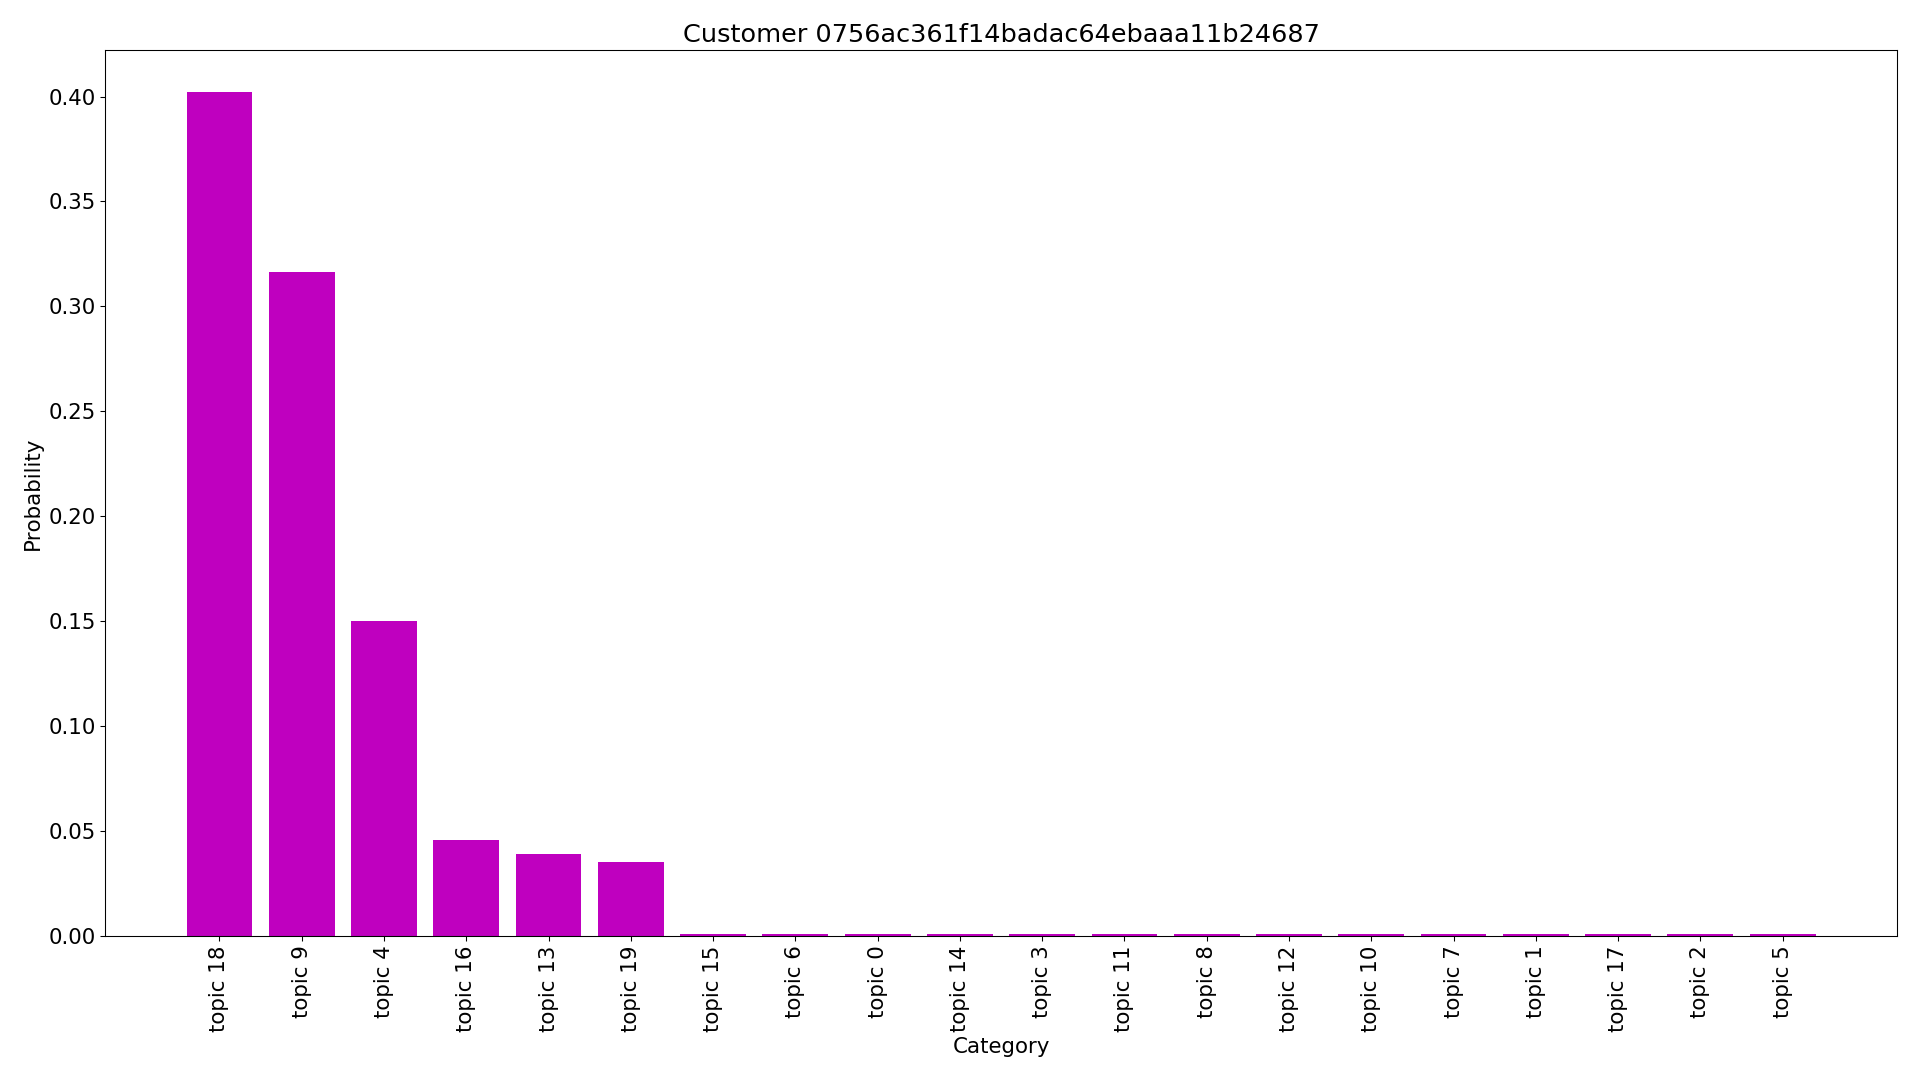 Customer 0756ac361f14badac64ebaaa11b24687
0.40
0.35
0.30
0.25
0.20
0.15
0.10
0.05
0.00
Probability
topic 18
topic 9
topic 4
topic 16
topic 13
topic 19
topic 15
topic 6
topic 0
topic 14
topic 3
topic 11
topic 8
topic 12
topic 10
topic 7
topic 1
topic 17
topic 2
topic 5
Category